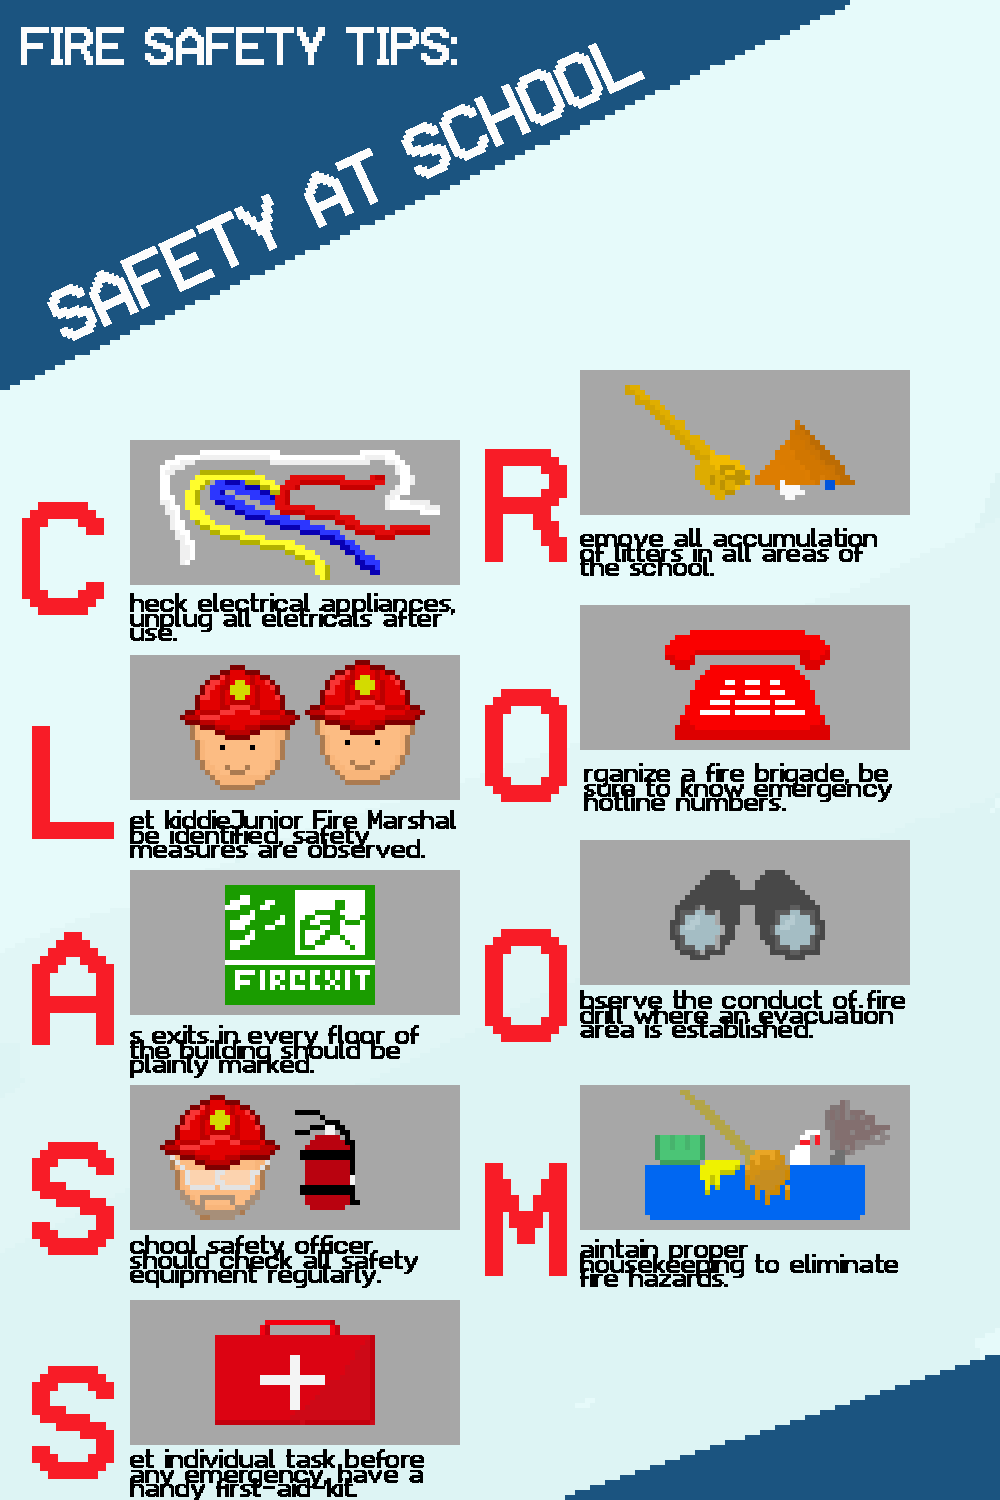 FIRE SAFETY TIPS:
SAFETY AT SCHOOL
C
heck electrical appliances,
unplug all eletricals after
use.
L
et kiddieJunior Fire Marshal
be identified, safety
measures are observed.
A
FIRE EXIT
s exits in every floor of
the building should be
plainly marked.
S
chool safety officer
should check all safety
equipment regularly.
S
et individual task before
any emergency, have a
handy first-aid-kit.
R
emove all accumulation
of litters in all areas of
the school.
O
rganize a fire brigade, be
sure to know emergency
hotline numbers.
O
bserve the conduct of fire
drill where an evacuation
area is established.
M
aintain proper
housekeeping to eliminate
fire hazards.